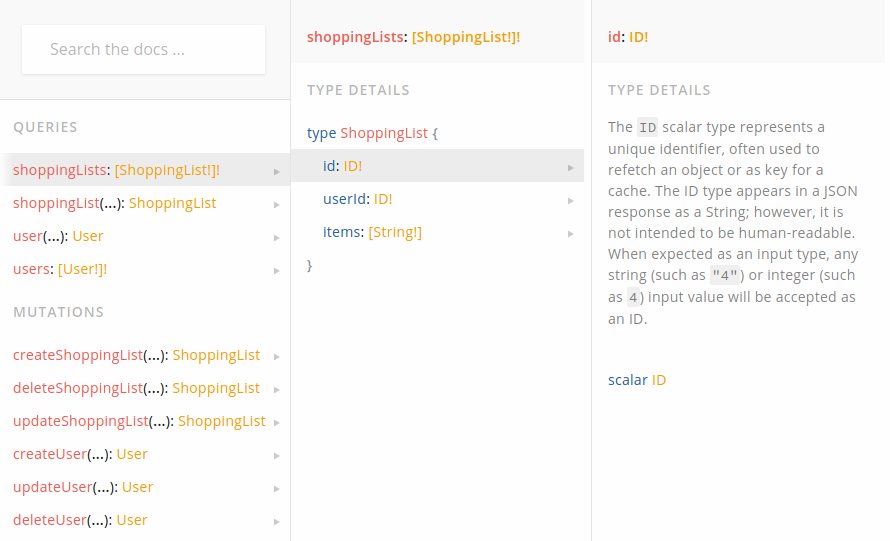 Search the docs ...
QUERIES
shoppingLists: [ShoppingList!]!
shoppingList(...): ShoppingList
user(...): User
users: [User!]!
MUTATIONS
createShoppingList(...): ShoppingList
deleteShoppingList(...): ShoppingList
updateShoppingList(...): ShoppingList
createUser(...): User
updateUser(...): User
deleteUser(...): User
shoppingLists: [ShoppingList!]!
TYPE DETAILS
type ShoppingList {
id: ID!
userId: ID!
items: [String!]
}
id: ID!
TYPE DETAILS
The ID scalar type represents a
unique identifier, often used to
refetch an object or as key for a
cache. The ID type appears in a JSON
response as a String; however, it is
not intended to be human-readable.
When expected as an input type, any
string (such as "4") or integer (such
as 4) input value will be accepted as
an ID.
scalar ID